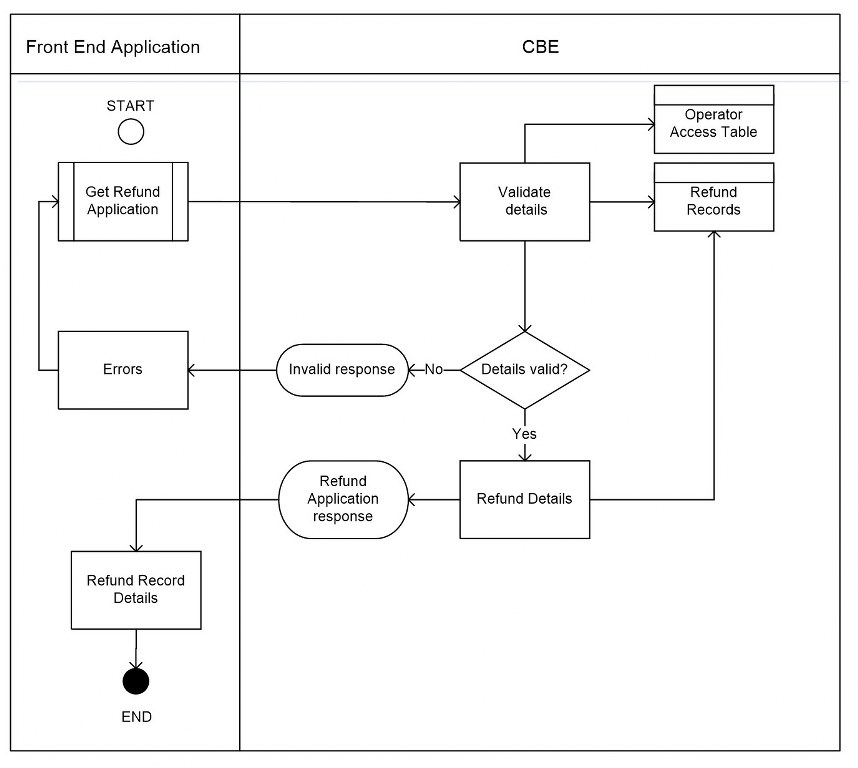 Front End Application
CBE
START
Operator
Access Table
Get Refund
Application
Validate
details
Refund
Records
Errors
Invalid response
No
Details valid?
Yes
Refund
Application
response
Refund Details
Refund Record
Details
END